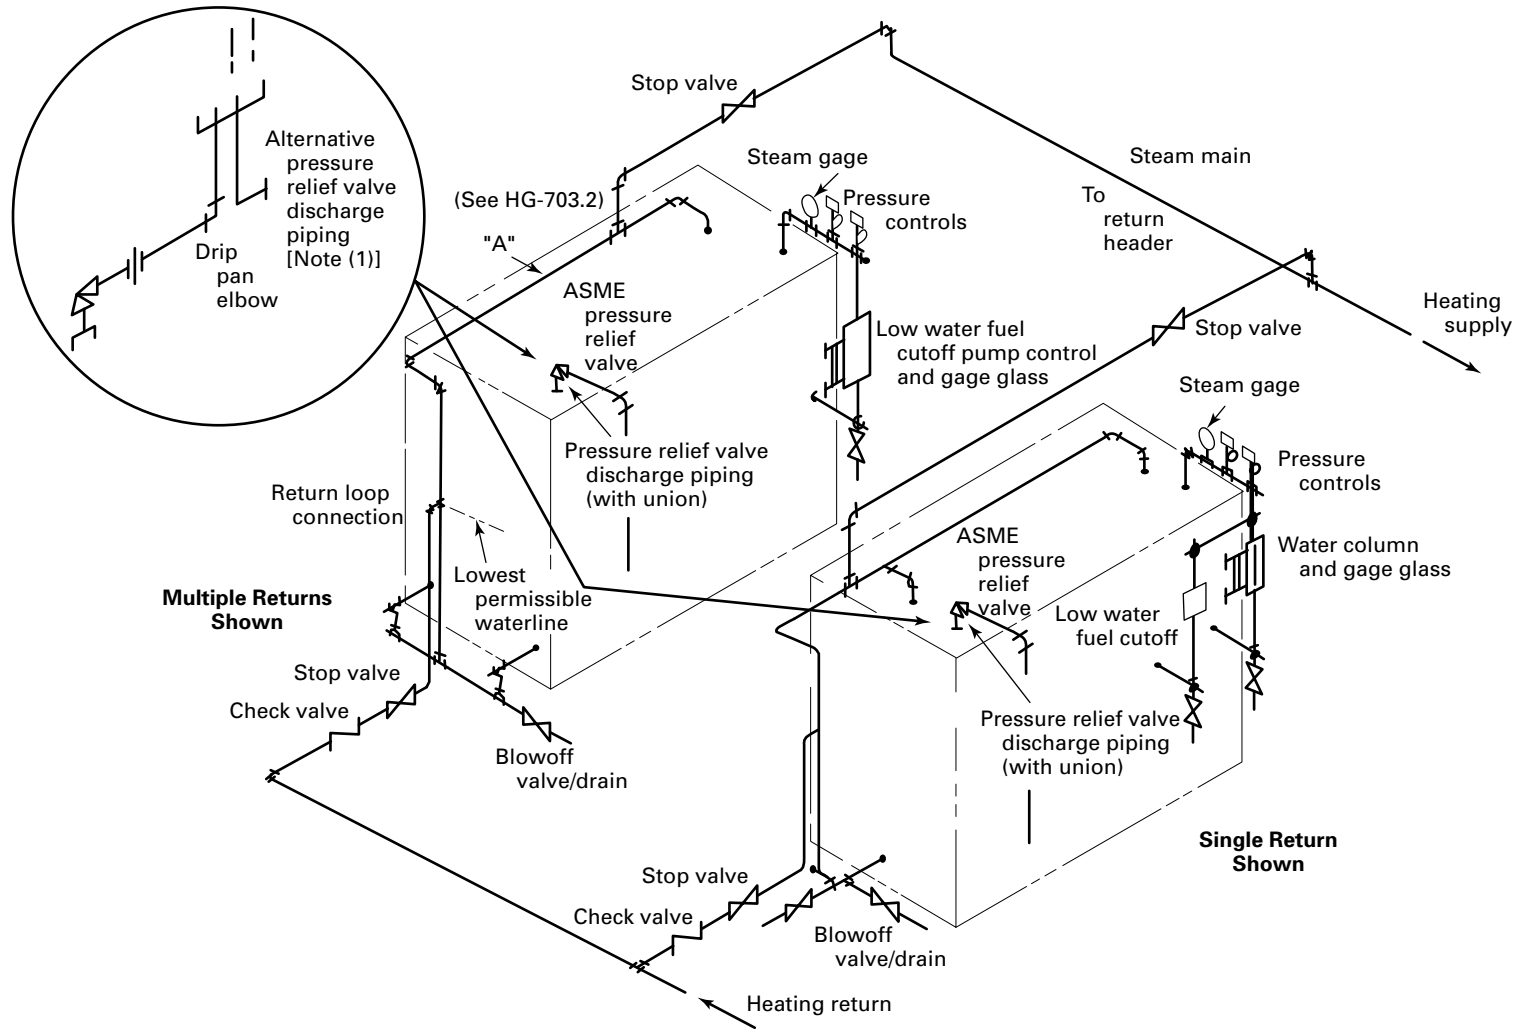 Alternative
pressure
relief valve
discharge
piping
[Note (1)]
Drip
pan
elbow
Stop valve
(See HG-703.2)
"A"
Steam gage
Pressure
controls
Steam main
To
return
header
Heating
supply
ASME
pressure
relief
valve
Low water fuel
cutoff pump control
and gage glass
Stop valve
Steam gage
Pressure
controls
Pressure relief valve
discharge piping
(with union)
Return loop
connection
Lowest
permissible
waterline
Multiple Returns
Shown
Stop valve
Check valve
Blowoff
valve/drain
ASME
pressure
relief
valve
Low water
fuel cutoff
Water column
and gage glass
Pressure relief valve
discharge piping
(with union)
Single Return
Shown
Stop valve
Check valve
Blowoff
valve/drain
Heating return